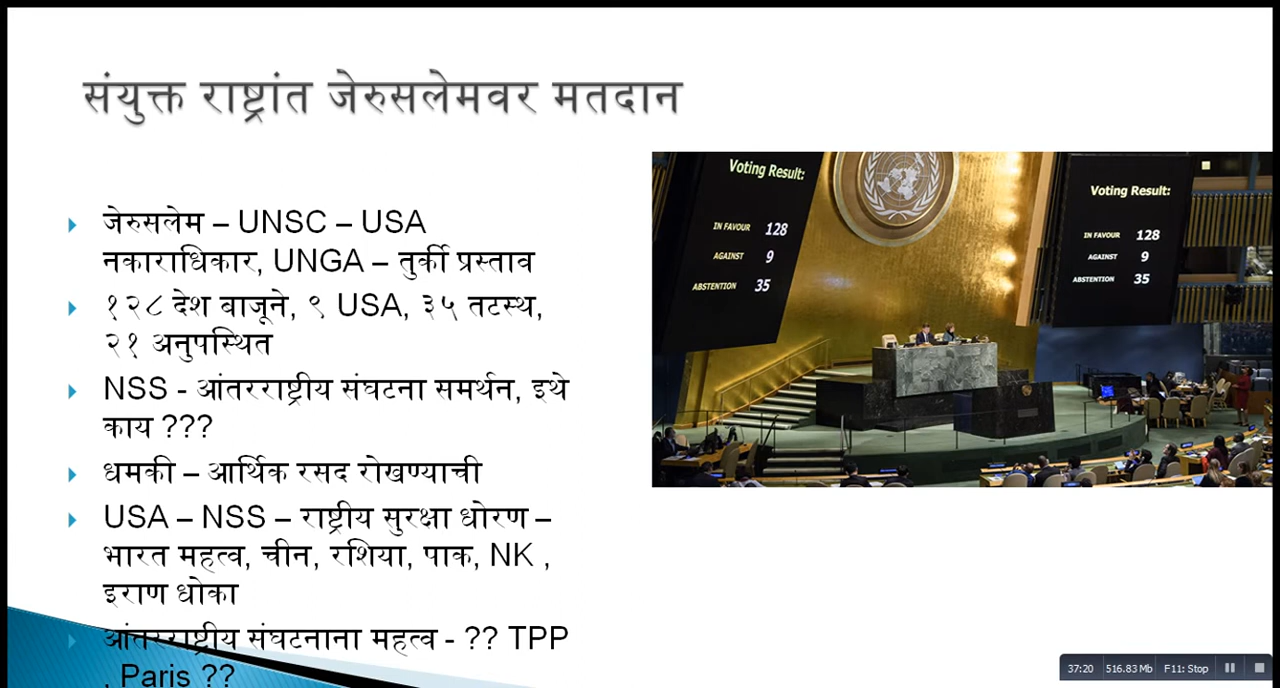 संयुक्त राष्ट्रांत जेरुसलेमवर मतदान
जेरुसलेम – UNSC – USA
नकाराधिकार, UNGA – तुर्की प्रस्ताव
१२८ देश बाजूने, ९ USA, ३५ तटस्थ,
२१ अनुपस्थित
NSS - आंतरराष्ट्रीय संघटना समर्थन, इथे
काय ???
धमकी – आर्थिक रसद रोखण्याची
USA – NSS – राष्ट्रीय सुरक्षा धोरण –
भारत महत्व, चीन, रशिया, पाक, NK ,
इराण धोका
आंतरराष्ट्रीय संघटनाना महत्व - ?? TPP
, Paris ??
Voting Result:
IN FAVOUR 128
AGAINST 9
ABSTENTION 35
Voting Result:
IN FAVOUR 128
AGAINST 9
ABSTENTION 35
37:20 516.83 Mb F11: Stop